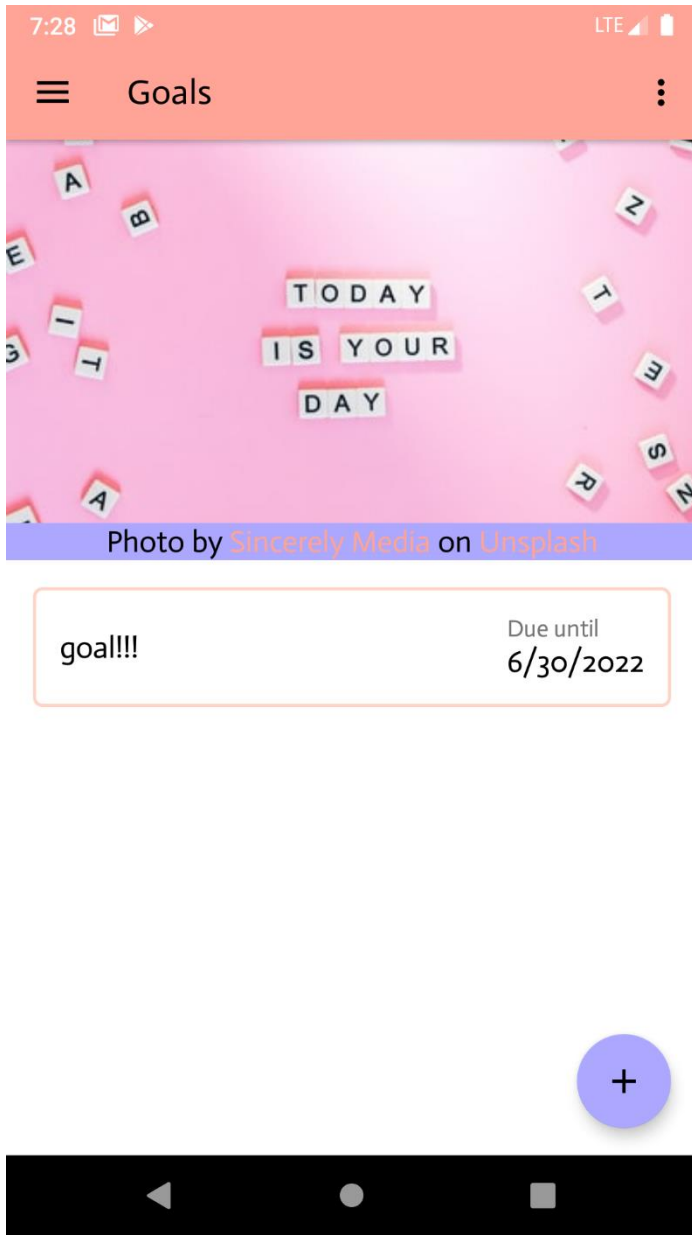 7:28 LTE
Goals
A
B
N
E
TODAY
T
I
G
T
IS YOUR
E
DAY
S
A
R
N
Photo by Sincerely Media on Unsplash
goal!!!
Due until
6/30/2022
+